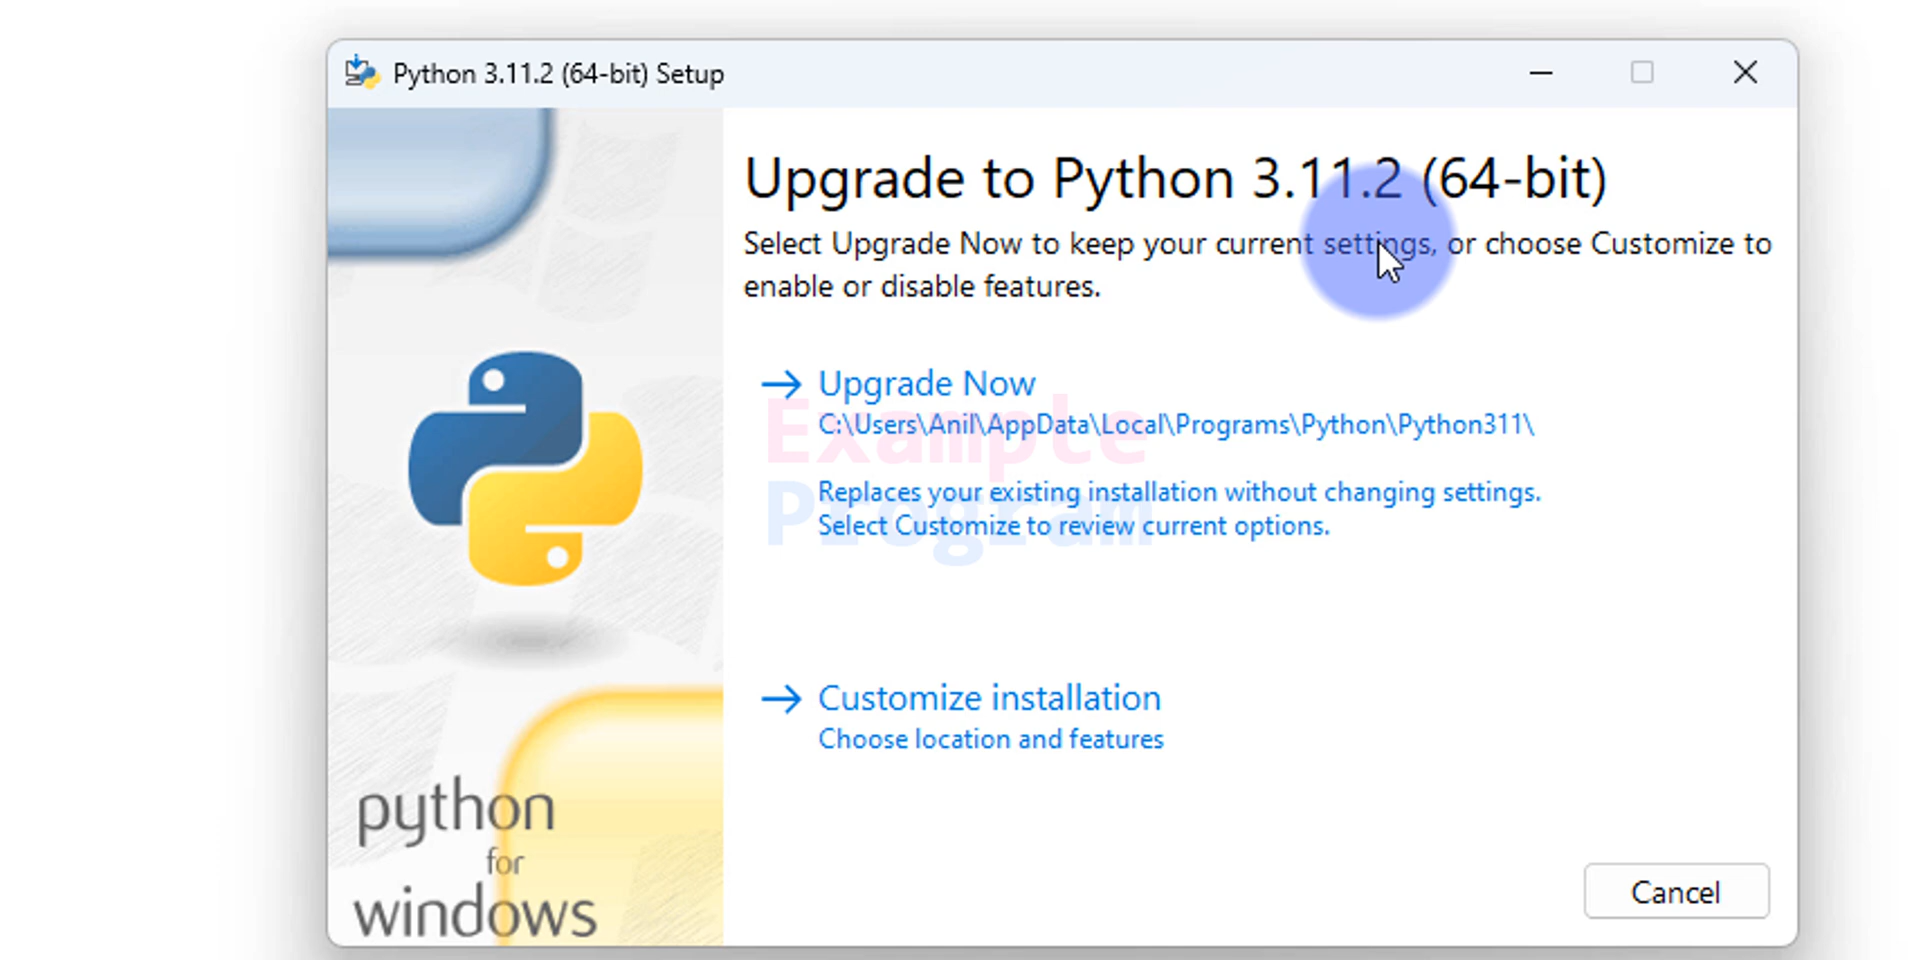 Python 3.11.2 (64-bit) Setup
Upgrade to Python 3.11.2 (64-bit)
Select Upgrade Now to keep your current settings, or choose Customize to
enable or disable features.
Upgrade Now
C:\Users\Anil\AppData\Local\Programs\Python\Python311\
Example
Replaces your existing installation without changing settings.
Program
Select Customize to review current options.
Customize installation
Choose location and features
python
for
windows
Cancel